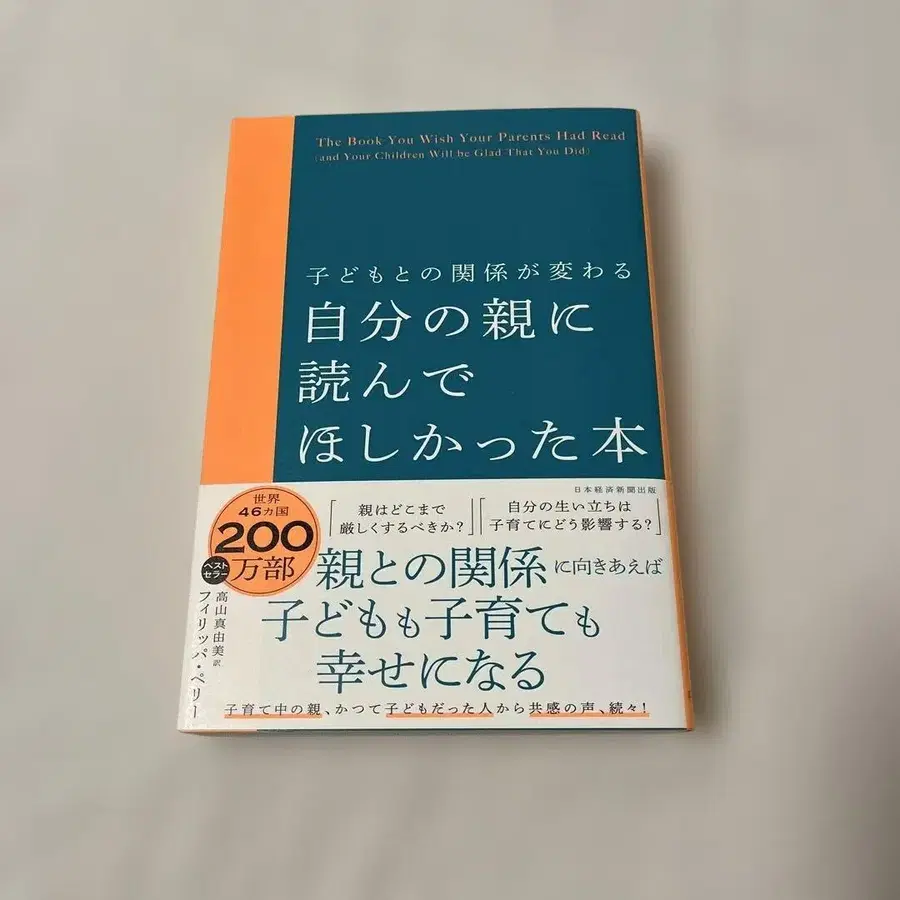 The Book You Wish Your Parents Had Read
(and Your Children Will be Glad That You Did)
子どもとの関係が変わる
自分の親に
読んで
ほしかった本
日本経済新聞出版
世界
46カ国
200
万部
ベスト
セラー
「親はどこまで
厳しくするべきか?」
「自分の生い立ちは
子育てにどう影響する?」
親との関係に向きあえば
子どもも子育ても
幸せになる
高山真由美 訳
フィリッパ・ペリー
子育て中の親、かつて子どもだった人から共感の声、続々!